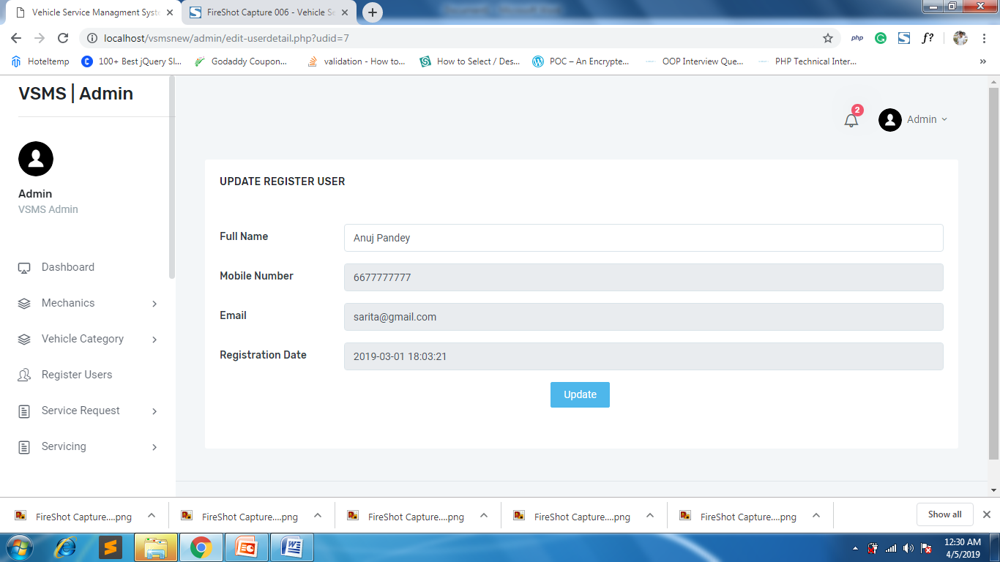 Vehicle Service Managment Syste
FireShot Capture 006 - Vehicle Se
localhost/vsmsnew/admin/edit-userdetail.php?udid=7
php
f?
Hoteltemp
100+ Best jQuery Sl...
Godaddy Coupon...
validation - How to...
How to Select / Des...
POC – An Encrypte...
OOP Interview Que...
PHP Technical Inter...
VSMS | Admin
2
Admin
Admin
VSMS Admin
Dashboard
Mechanics
Vehicle Category
Register Users
Service Request
Servicing
UPDATE REGISTER USER
Full Name
Anuj Pandey
Mobile Number
6677777777
Email
sarita@gmail.com
Registration Date
2019-03-01 18:03:21
Update
FireShot Capture....png
FireShot Capture....png
FireShot Capture....png
FireShot Capture....png
FireShot Capture....png
Show all
12:30 AM
4/5/2019